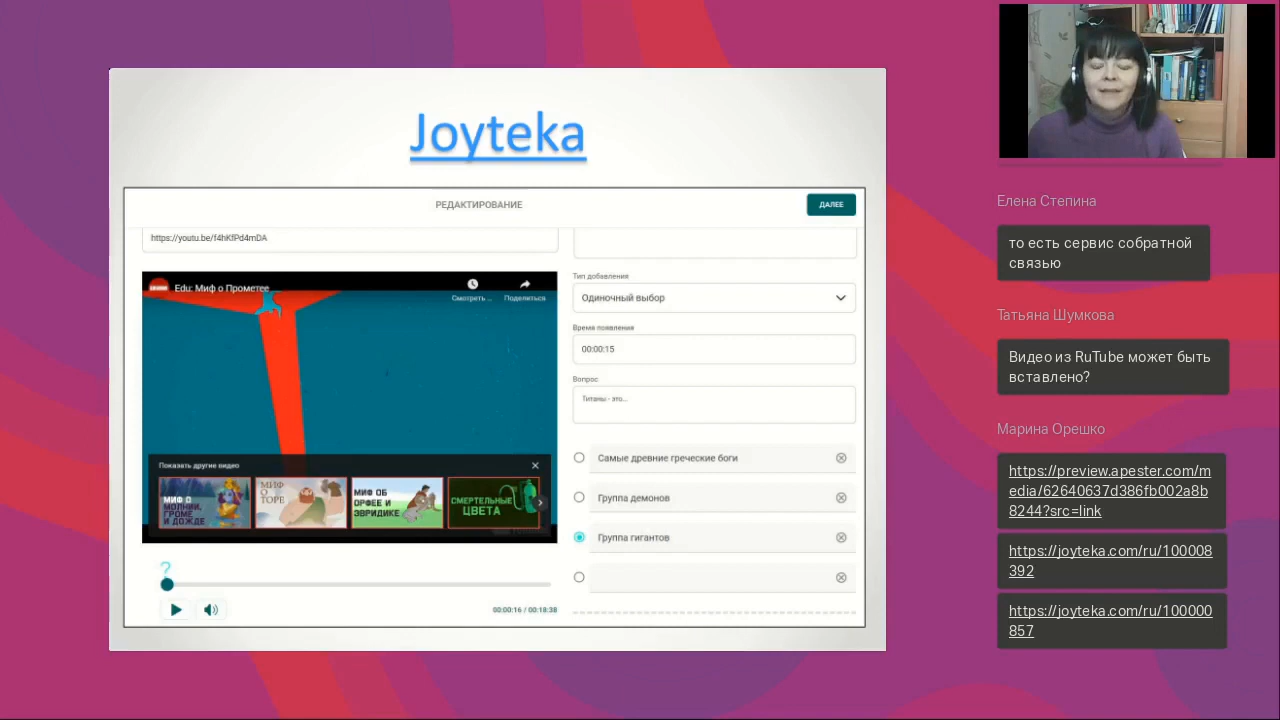 Joyteka
РЕДАКТИРОВАНИЕ
ДАЛЕЕ
https://youtu.be/f4hKfPd4mDA
Edu: Миф о Прометее
Смотреть ...
Поделиться
Показать другие видео
МИФ О
МОЛНИИ,
ГРОМЕ
И ДОЖДЕ
МИФ
О
ТОРЕ
МИФ ОБ
ОРФЕЕ И
ЭВРИДИКЕ
СМЕРТЕЛЬНЫЕ
ЦВЕТА
?
00:00:16 / 00:18:38
Тип добавления
Одиночный выбор
Время появления
00:00:15
Вопрос
Титаны - это...
Самые древние греческие боги
Группа демонов
Группа гигантов
Елена Степина
то есть сервис собратной
связью
Татьяна Шумкова
Видео из RuTube может быть
вставлено?
Марина Орешко
https://preview.apester.com/m
edia/62640637d386fb002a8b
8244?src=link
https://joyteka.com/ru/100008
392
https://joyteka.com/ru/100000
857